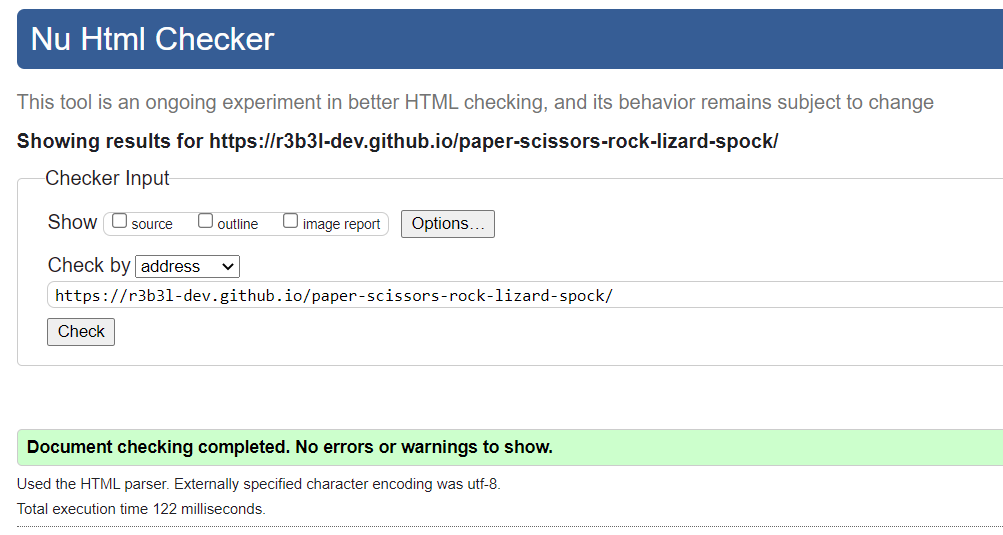 Nu Html Checker
This tool is an ongoing experiment in better HTML checking, and its behavior remains subject to change
Showing results for https://r3b3l-dev.github.io/paper-scissors-rock-lizard-spock/
Checker Input
Show source outline image report Options...
Check by address
https://r3b3l-dev.github.io/paper-scissors-rock-lizard-spock/
Check
Document checking completed. No errors or warnings to show.
Used the HTML parser. Externally specified character encoding was utf-8.
Total execution time 122 milliseconds.